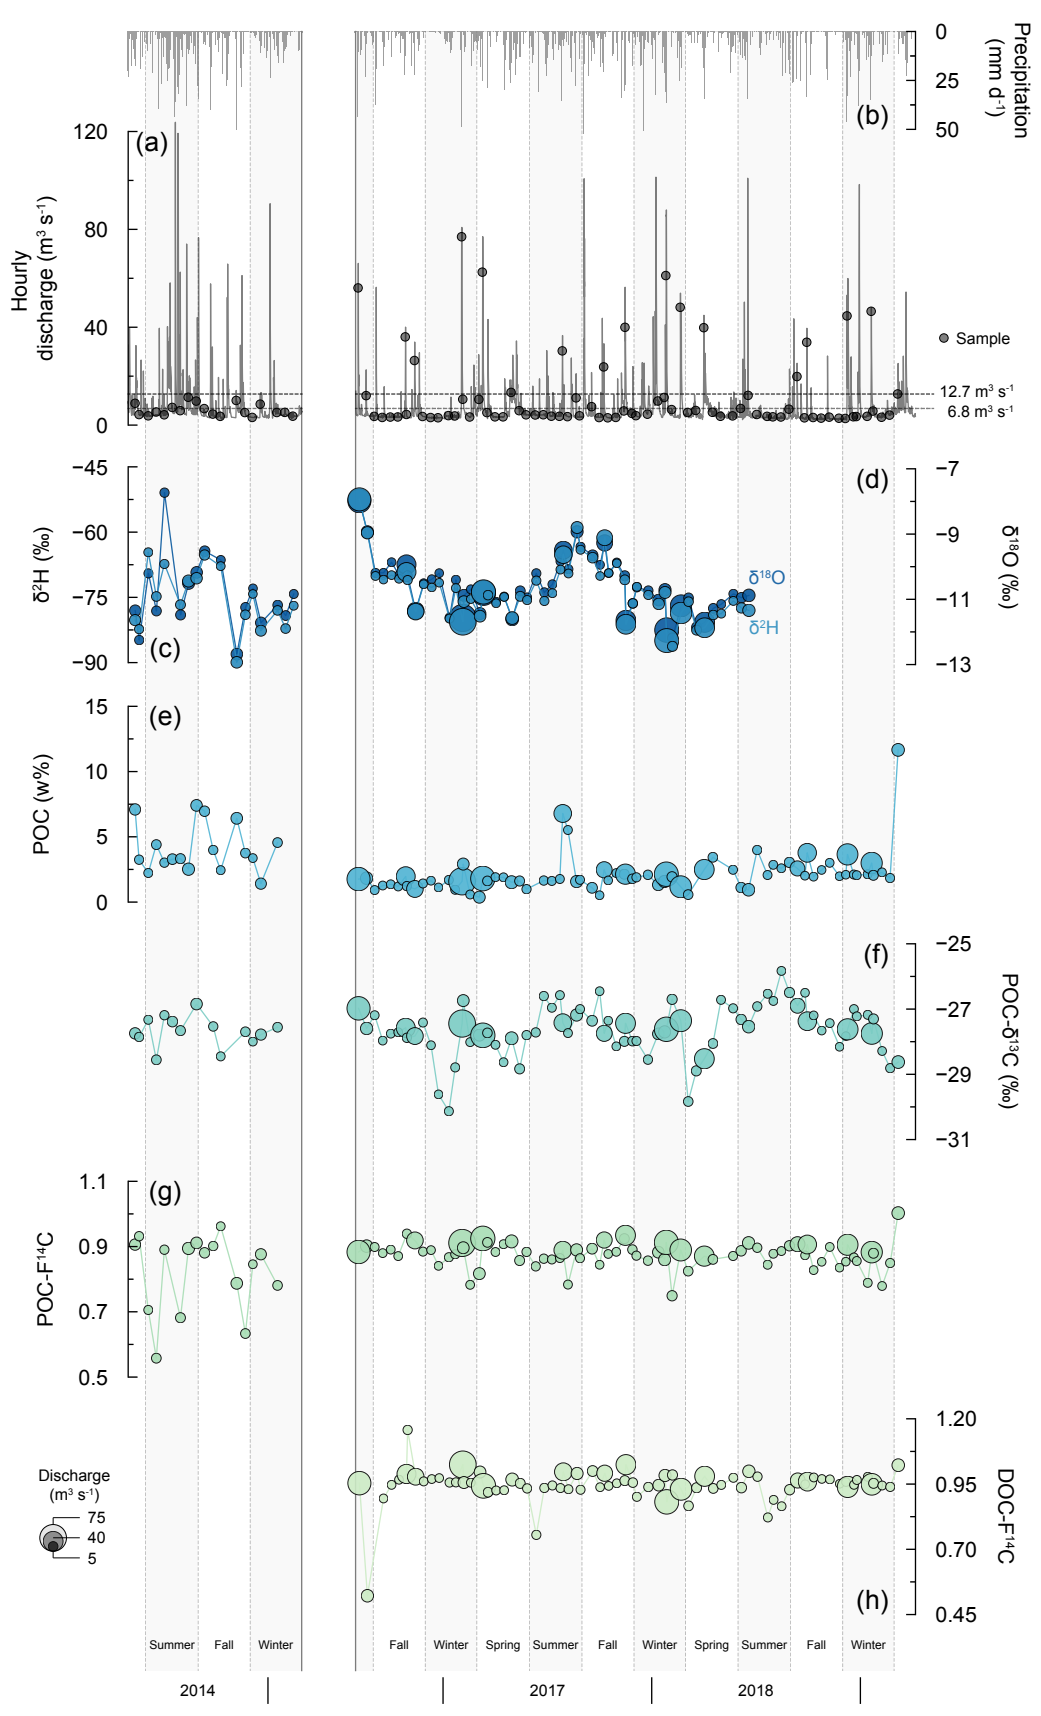 0
25
50
Precipitation
(mm d⁻¹)
(b)
(a)
120
80
40
0
Hourly
discharge (m³ s⁻¹)
Sample
12.7 m³ s⁻¹
6.8 m³ s⁻¹
−45
−60
−75
−90
δ²H (‰)
(c)
(d)
−7
−9
−11
−13
δ¹⁸O (‰)
δ¹⁸O
δ²H
15
10
5
0
POC (w%)
(e)
(f)
−25
−27
−29
−31
POC-δ¹³C (‰)
1.1
0.9
0.7
0.5
POC-F¹⁴C
(g)
1.20
0.95
0.70
0.45
DOC-F¹⁴C
(h)
Discharge
(m³ s⁻¹)
75
40
5
Summer Fall Winter Fall Winter Spring Summer Fall Winter Spring Summer Fall Winter
2014 2017 2018